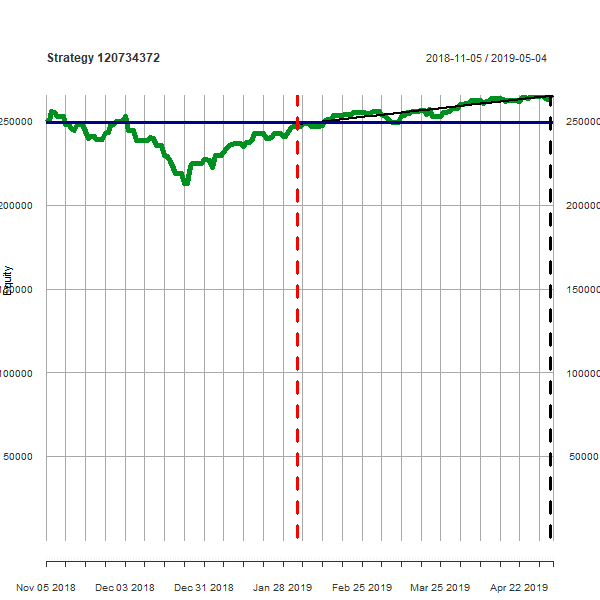 Strategy 120734372
2018-11-05 / 2019-05-04
250000
250000
200000
200000
Equity
150000
150000
100000
100000
50000
50000
Nov 05 2018
Dec 03 2018
Dec 31 2018
Jan 28 2019
Feb 25 2019
Mar 25 2019
Apr 22 2019